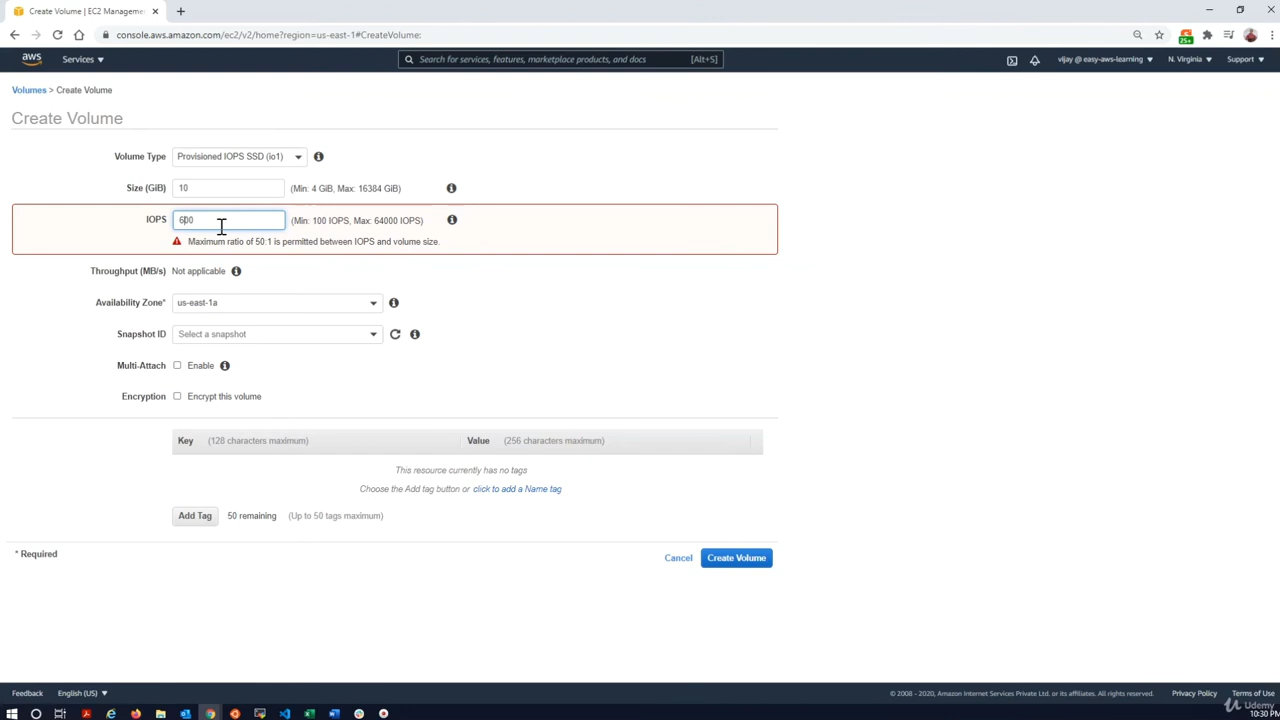 Create Volume | EC2 Manageme
console.aws.amazon.com/ec2/v2/home?region=us-east-1#CreateVolume:
25+
aws Services Search for services, features, marketplace products, and docs [Alt+S] vijay @ easy-aws-learning N. Virginia Support
Volumes > Create Volume
Create Volume
Volume Type Provisioned IOPS SSD (io1)
Size (GiB) 10 (Min: 4 GiB, Max: 16384 GiB)
IOPS 600 (Min: 100 IOPS, Max: 64000 IOPS)
Maximum ratio of 50:1 is permitted between IOPS and volume size.
Throughput (MB/s) Not applicable
Availability Zone* us-east-1a
Snapshot ID Select a snapshot
Multi-Attach Enable
Encryption Encrypt this volume
Key (128 characters maximum) Value (256 characters maximum)
This resource currently has no tags
Choose the Add tag button or click to add a Name tag
Add Tag 50 remaining (Up to 50 tags maximum)
* Required
Cancel Create Volume
Feedback English (US) © 2008 - 2020, Amazon Internet Services Private Ltd. or its affiliates. All rights reserved. Privacy Policy Terms of Use
Udemy
10:30 PM